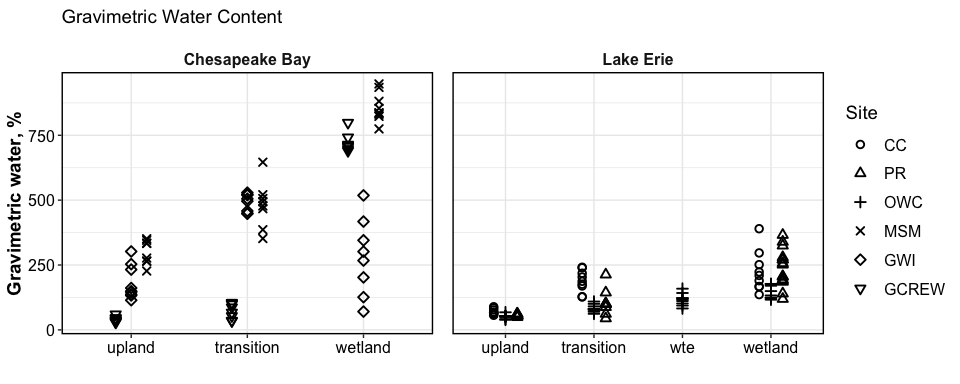 Gravimetric Water Content
Chesapeake Bay
Lake Erie
Gravimetric water, %
750
500
250
0
upland transition wetland
upland transition wte wetland
Site
CC
PR
OWC
MSM
GWI
GCREW